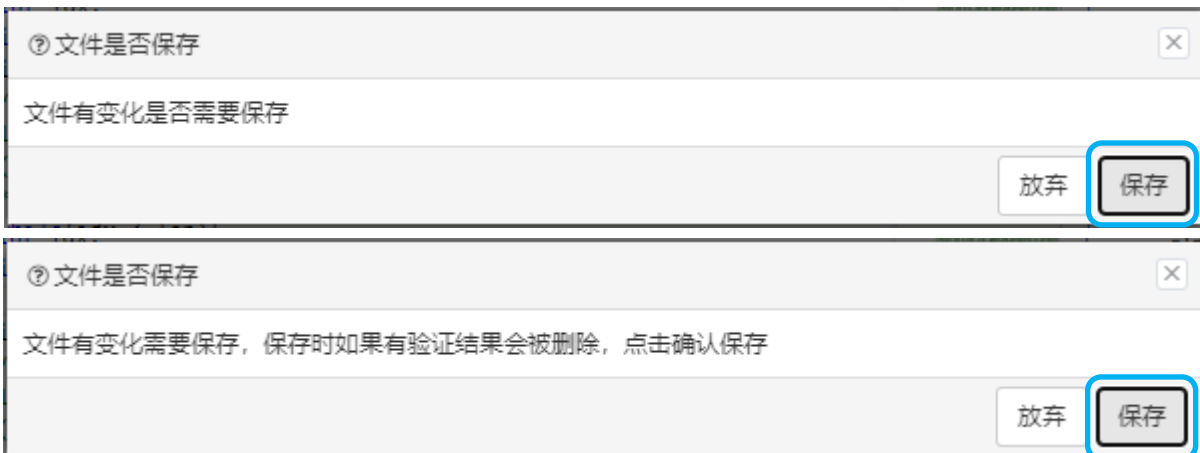 文件是否保存
文件有变化是否需要保存
放弃 保存
文件是否保存
文件有变化需要保存，保存时如果有验证结果会被删除，点击确认保存
放弃 保存